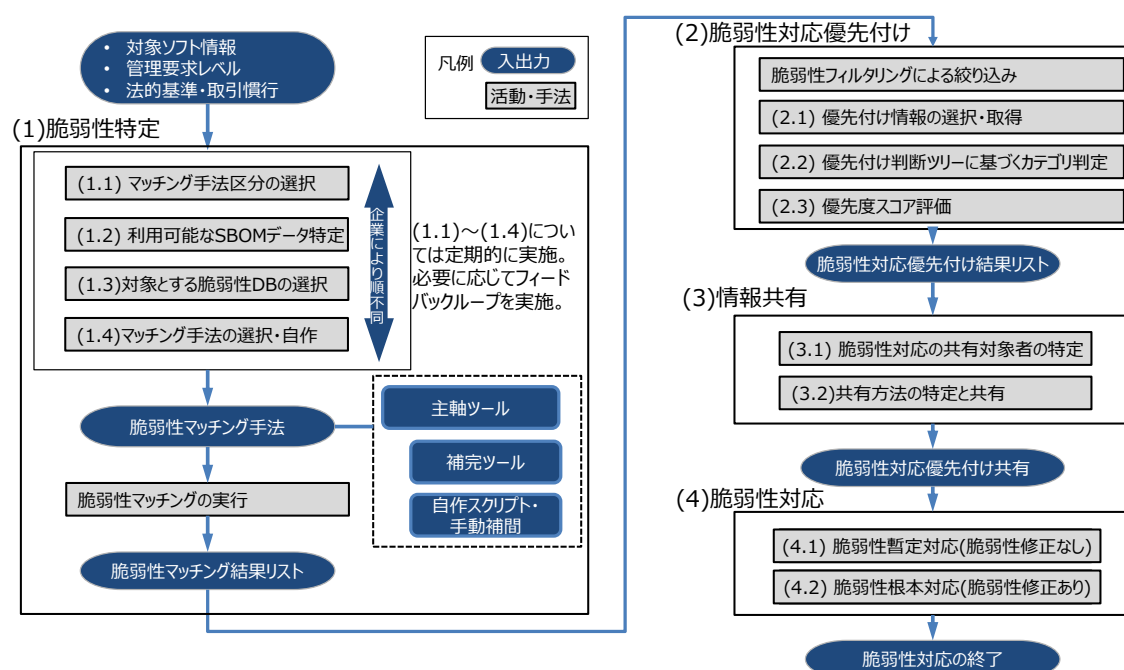 • 対象ソフト情報
• 管理要求レベル
• 法的基準・取引慣行
凡例
入出力
活動・手法
(1)脆弱性特定
(1.1) マッチング手法区分の選択
(1.2) 利用可能なSBOMデータ特定
(1.3)対象とする脆弱性DBの選択
(1.4)マッチング手法の選択・自作
企業により順不同
(1.1)～(1.4)につい
ては定期的に実施。
必要に応じてフィード
バックループを実施。
脆弱性マッチング手法
主軸ツール
補完ツール
自作スクリプト・
手動補間
脆弱性マッチングの実行
脆弱性マッチング結果リスト
(2)脆弱性対応優先付け
脆弱性フィルタリングによる絞り込み
(2.1) 優先付け情報の選択・取得
(2.2) 優先付け判断ツリーに基づくカテゴリ判定
(2.3) 優先度スコア評価
脆弱性対応優先付け結果リスト
(3)情報共有
(3.1) 脆弱性対応の共有対象者の特定
(3.2)共有方法の特定と共有
脆弱性対応優先付け共有
(4)脆弱性対応
(4.1) 脆弱性暫定対応(脆弱性修正なし)
(4.2) 脆弱性根本対応(脆弱性修正あり)
脆弱性対応の終了